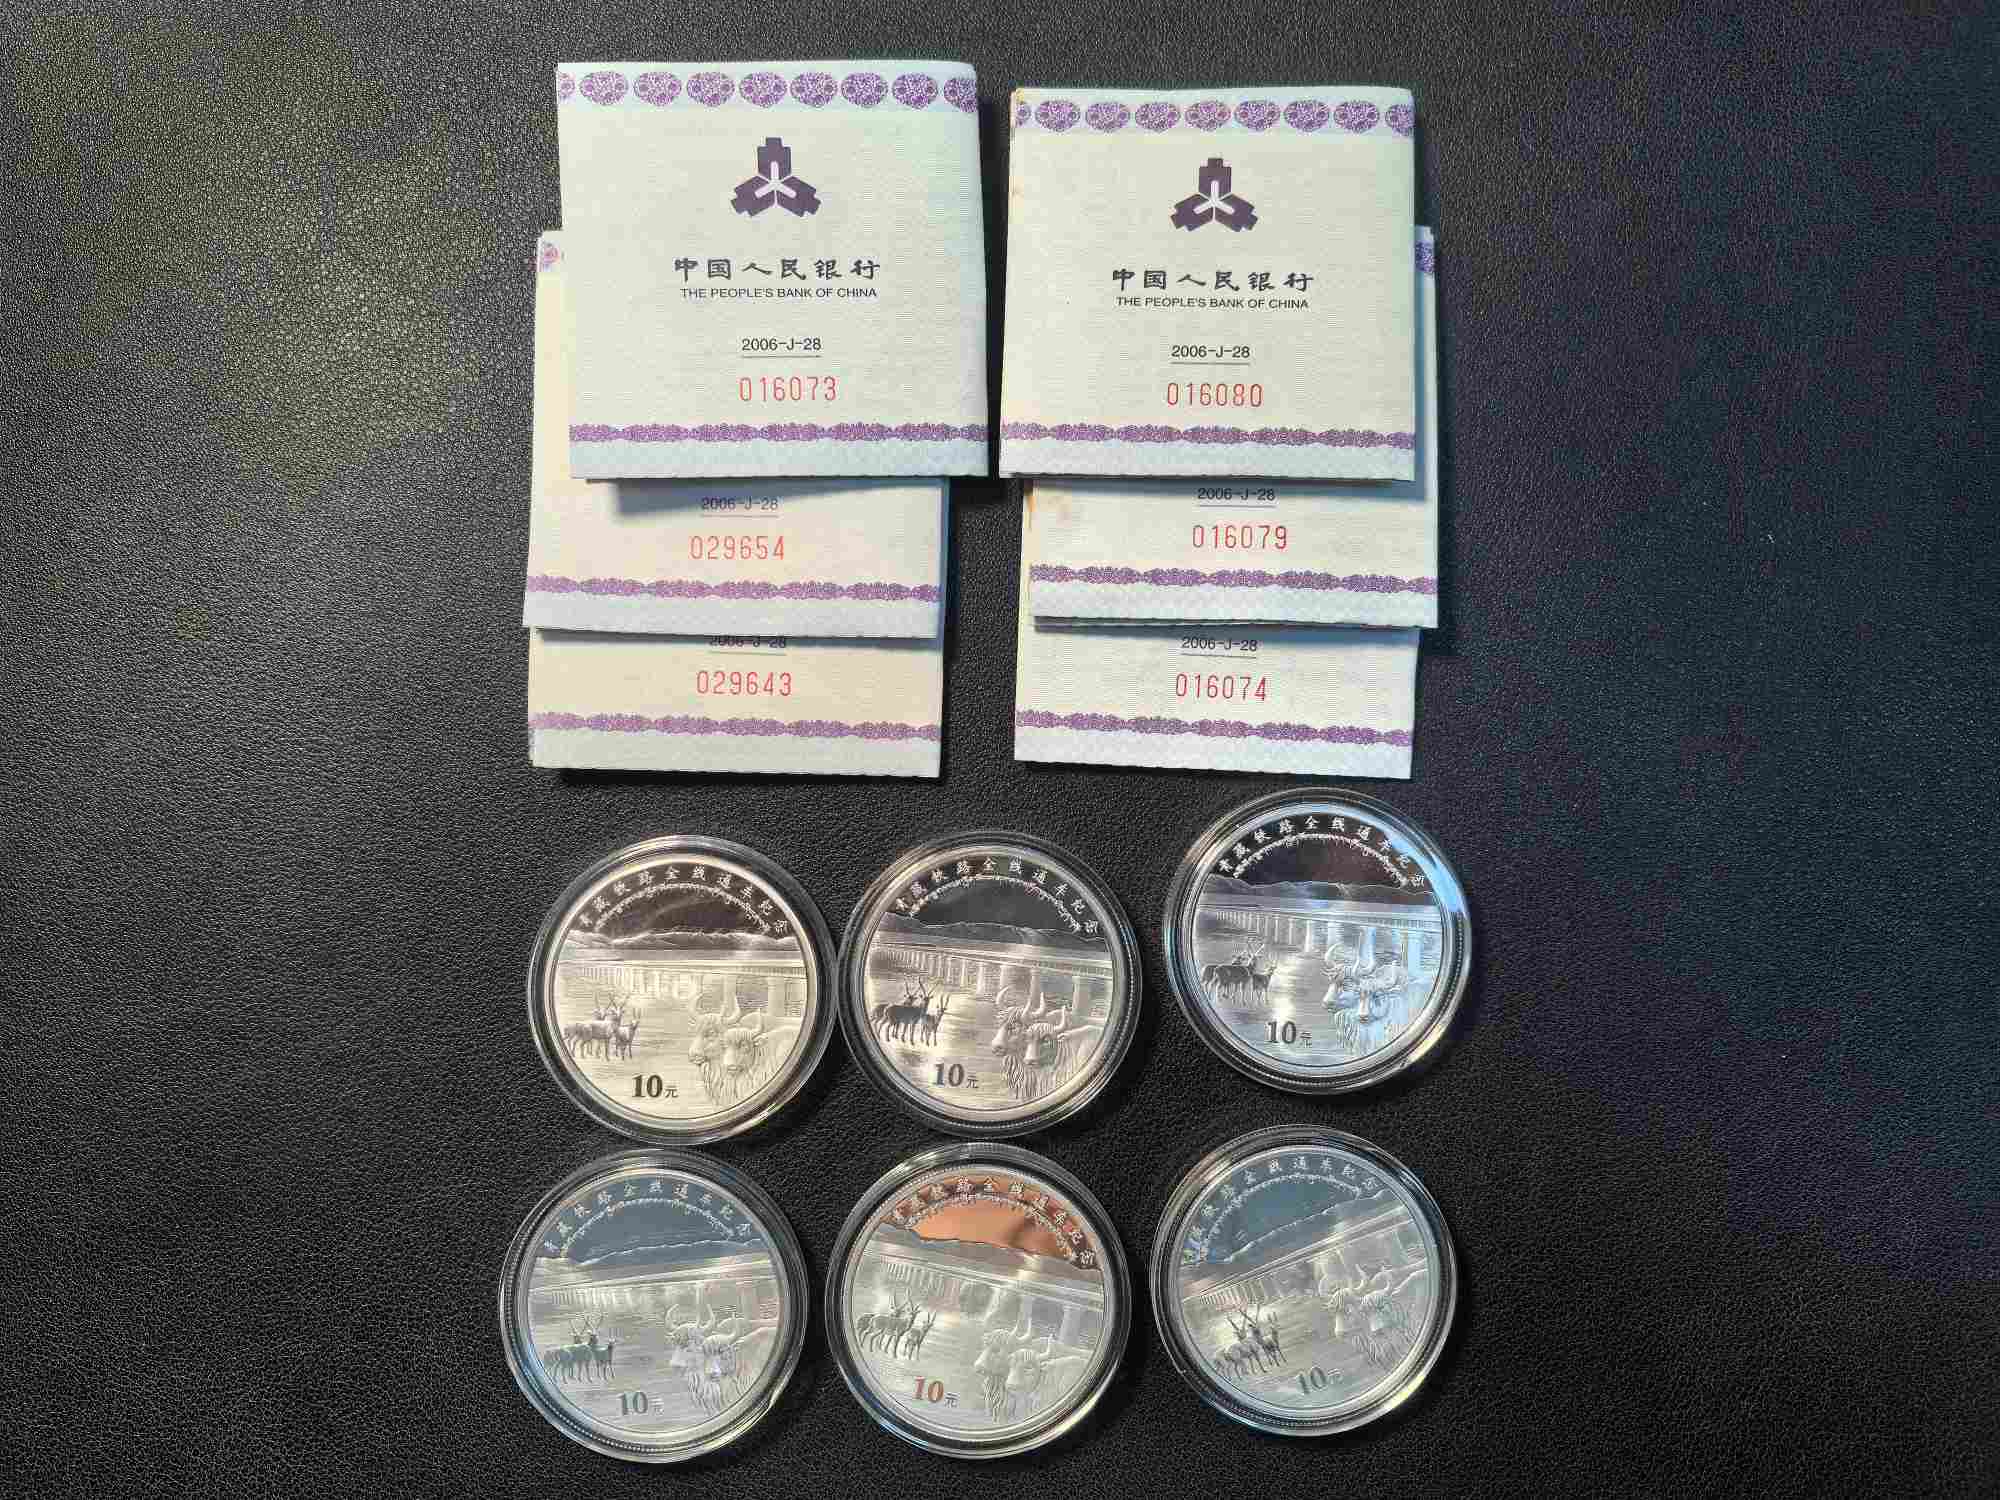 中国人民银行
THE PEOPLE'S BANK OF CHINA
2006-J-28
016073
中国人民银行
THE PEOPLE'S BANK OF CHINA
2006-J-28
016080
2006-J-28
029654
2006-J-28
016079
2006-J-28
029643
2006-J-28
016074
青藏铁路全线通车纪念
10元
青藏铁路全线通车纪念
10元
青藏铁路全线通车纪念
10元
青藏铁路全线通车纪念
10元
青藏铁路全线通车纪念
10元
青藏铁路全线通车纪念
10元